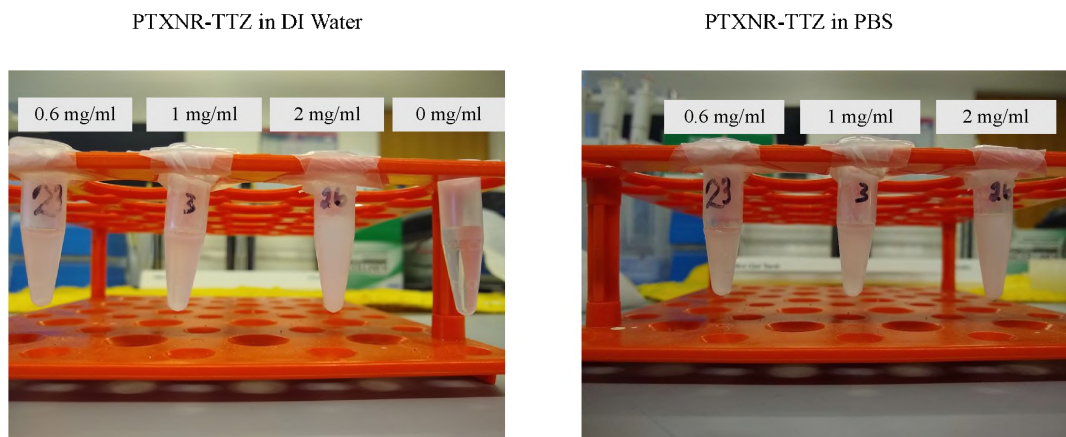 PTXNR-TTZ in DI Water
PTXNR-TTZ in PBS
0.6 mg/ml
1 mg/ml
2 mg/ml
0 mg/ml
23
3
26
0.6 mg/ml
1 mg/ml
2 mg/ml
23
3
26